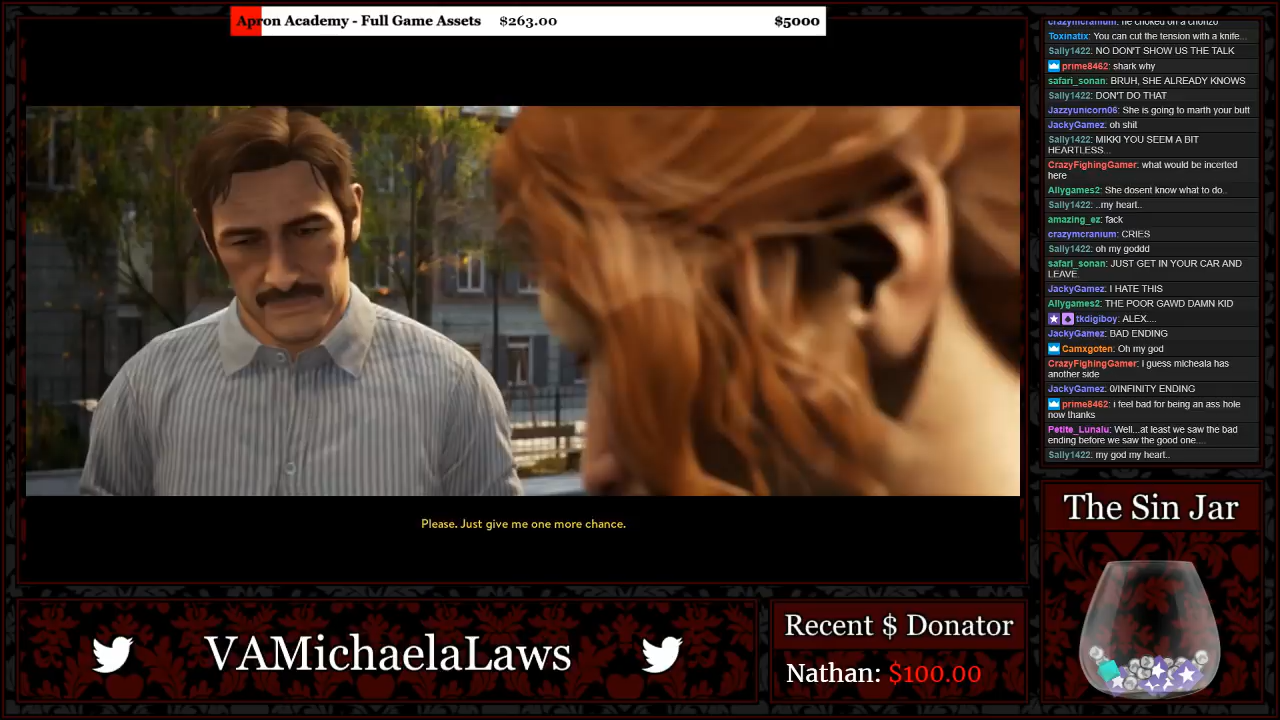 Apron Academy - Full Game Assets $263.00 $5000
crazymcranium: he choked on a chorizo
Toxinatix: You can cut the tension with a knife...
Sally1422: NO DON'T SHOW US THE TALK
prime8462: shark why
safari_sonan: BRUH, SHE ALREADY KNOWS
Sally1422: DON'T DO THAT
Jazzyunicorn06: She is going to marth your butt
JackyGamez: oh shit
Sally1422: MIKKI YOU SEEM A BIT
HEARTLESS...
CrazyFighingGamer: what would be incerted
here
Allygames2: She dosent know what to do..
Sally1422: ..my heart..
amazing_ez: fack
crazymcranium: CRIES
Sally1422: oh my goddd
safari_sonan: JUST GET IN YOUR CAR AND
LEAVE.
JackyGamez: I HATE THIS
Allygames2: THE POOR GAWD DAMN KID
tkdigiboy: ALEX....
JackyGamez: BAD ENDING
Camxgoten: Oh my god
CrazyFighingGamer: i guess micheala has
another side
JackyGamez: 0/INFINITY ENDING
prime8462: i feel bad for being an ass hole
now thanks
Petite_Lunalu: Well...at least we saw the bad
ending before we saw the good one....
Sally1422: my god my heart..
Please. Just give me one more chance.
The Sin Jar
VAMichaelaLaws
Recent $ Donator
Nathan: $100.00